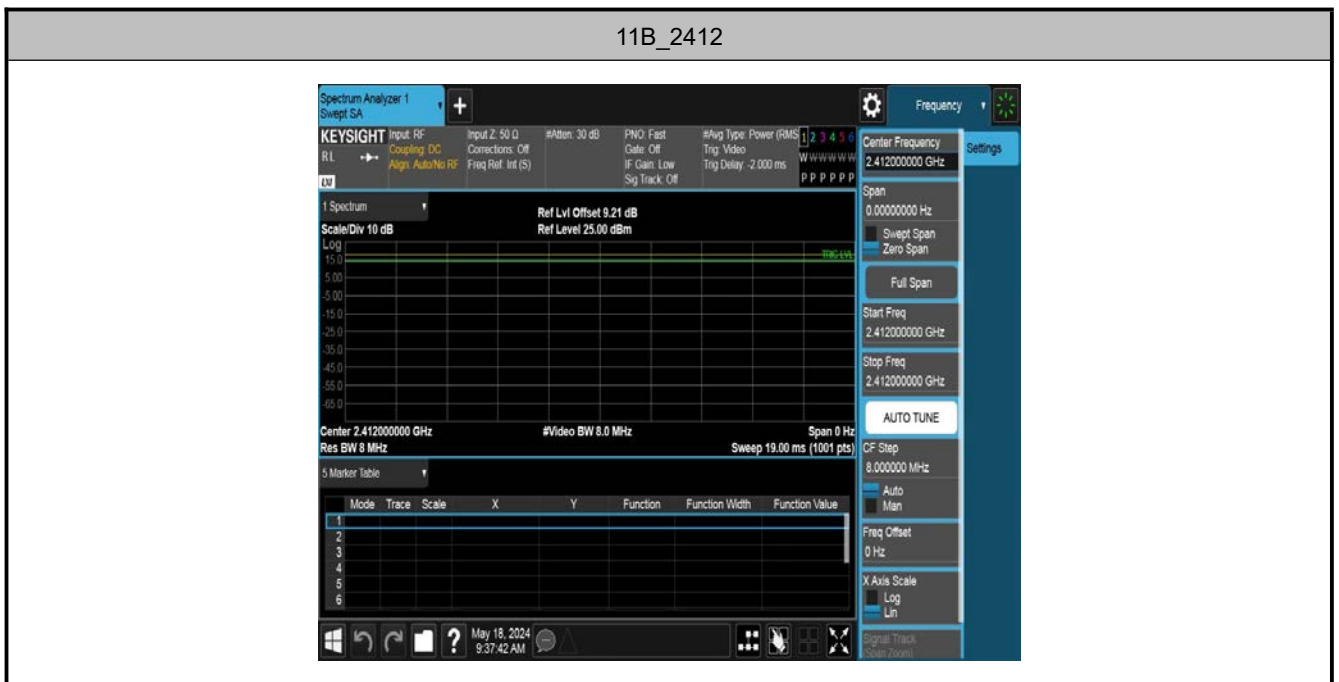 11B_2412
Spectrum Analyzer 1
Swept SA
+
Frequency
KEYSIGHT
RL
LXI
Input: RF
Coupling: DC
Align: Auto/No RF
Input Z: 50 Ω
Corrections: Off
Freq Ref: Int (S)
#Atten: 30 dB
PNO: Fast
Gate: Off
IF Gain: Low
Sig Track: Off
#Avg Type: Power (RMS
Trig: Video
Trig Delay: -2.000 ms
1 2 3 4 5 6
W W W W W W
P P P P P P
1 Spectrum
Scale/Div 10 dB
Ref Lvl Offset 9.21 dB
Ref Level 25.00 dBm
Log
TRIG LVL
15.0
5.00
-5.00
-15.0
-25.0
-35.0
-45.0
-55.0
-65.0
Center 2.412000000 GHz
#Video BW 8.0 MHz
Span 0 Hz
Res BW 8 MHz
Sweep 19.00 ms (1001 pts)
5 Marker Table
Mode Trace Scale X Y Function Function Width Function Value
1
2
3
4
5
6
?
May 18, 2024
9:37:42 AM
Center Frequency
2.412000000 GHz
Settings
Span
0.00000000 Hz
Swept Span
Zero Span
Full Span
Start Freq
2.412000000 GHz
Stop Freq
2.412000000 GHz
AUTO TUNE
CF Step
8.000000 MHz
Auto
Man
Freq Offset
0 Hz
X Axis Scale
Log
Lin
Signal Track
(Span Zoom)